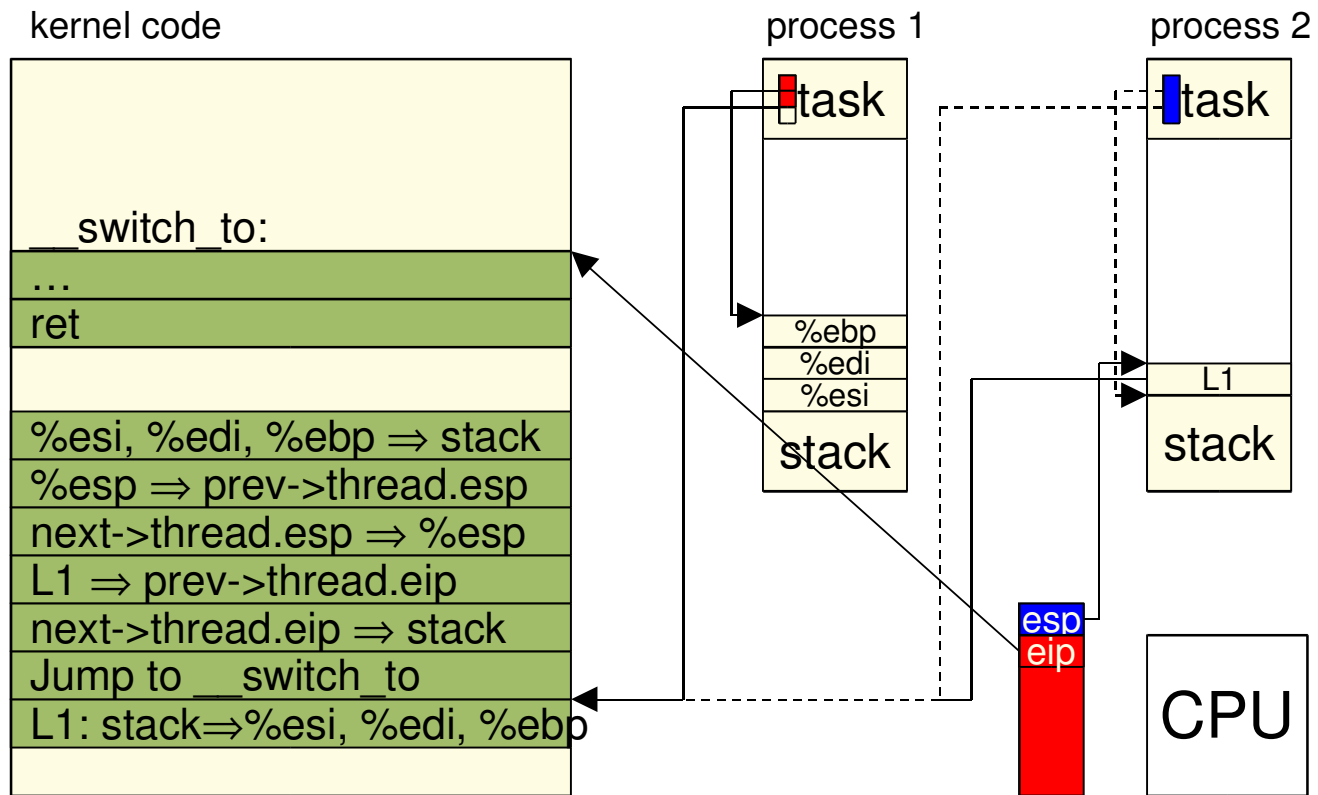 kernel code
process 1
process 2
task
task
__switch_to:
…
ret
%ebp
%edi
%esi
stack
L1
stack
%esi, %edi, %ebp ⇒ stack
%esp ⇒ prev->thread.esp
next->thread.esp ⇒ %esp
L1 ⇒ prev->thread.eip
next->thread.eip ⇒ stack
Jump to __switch_to
L1: stack⇒%esi, %edi, %ebp
esp
eip
CPU